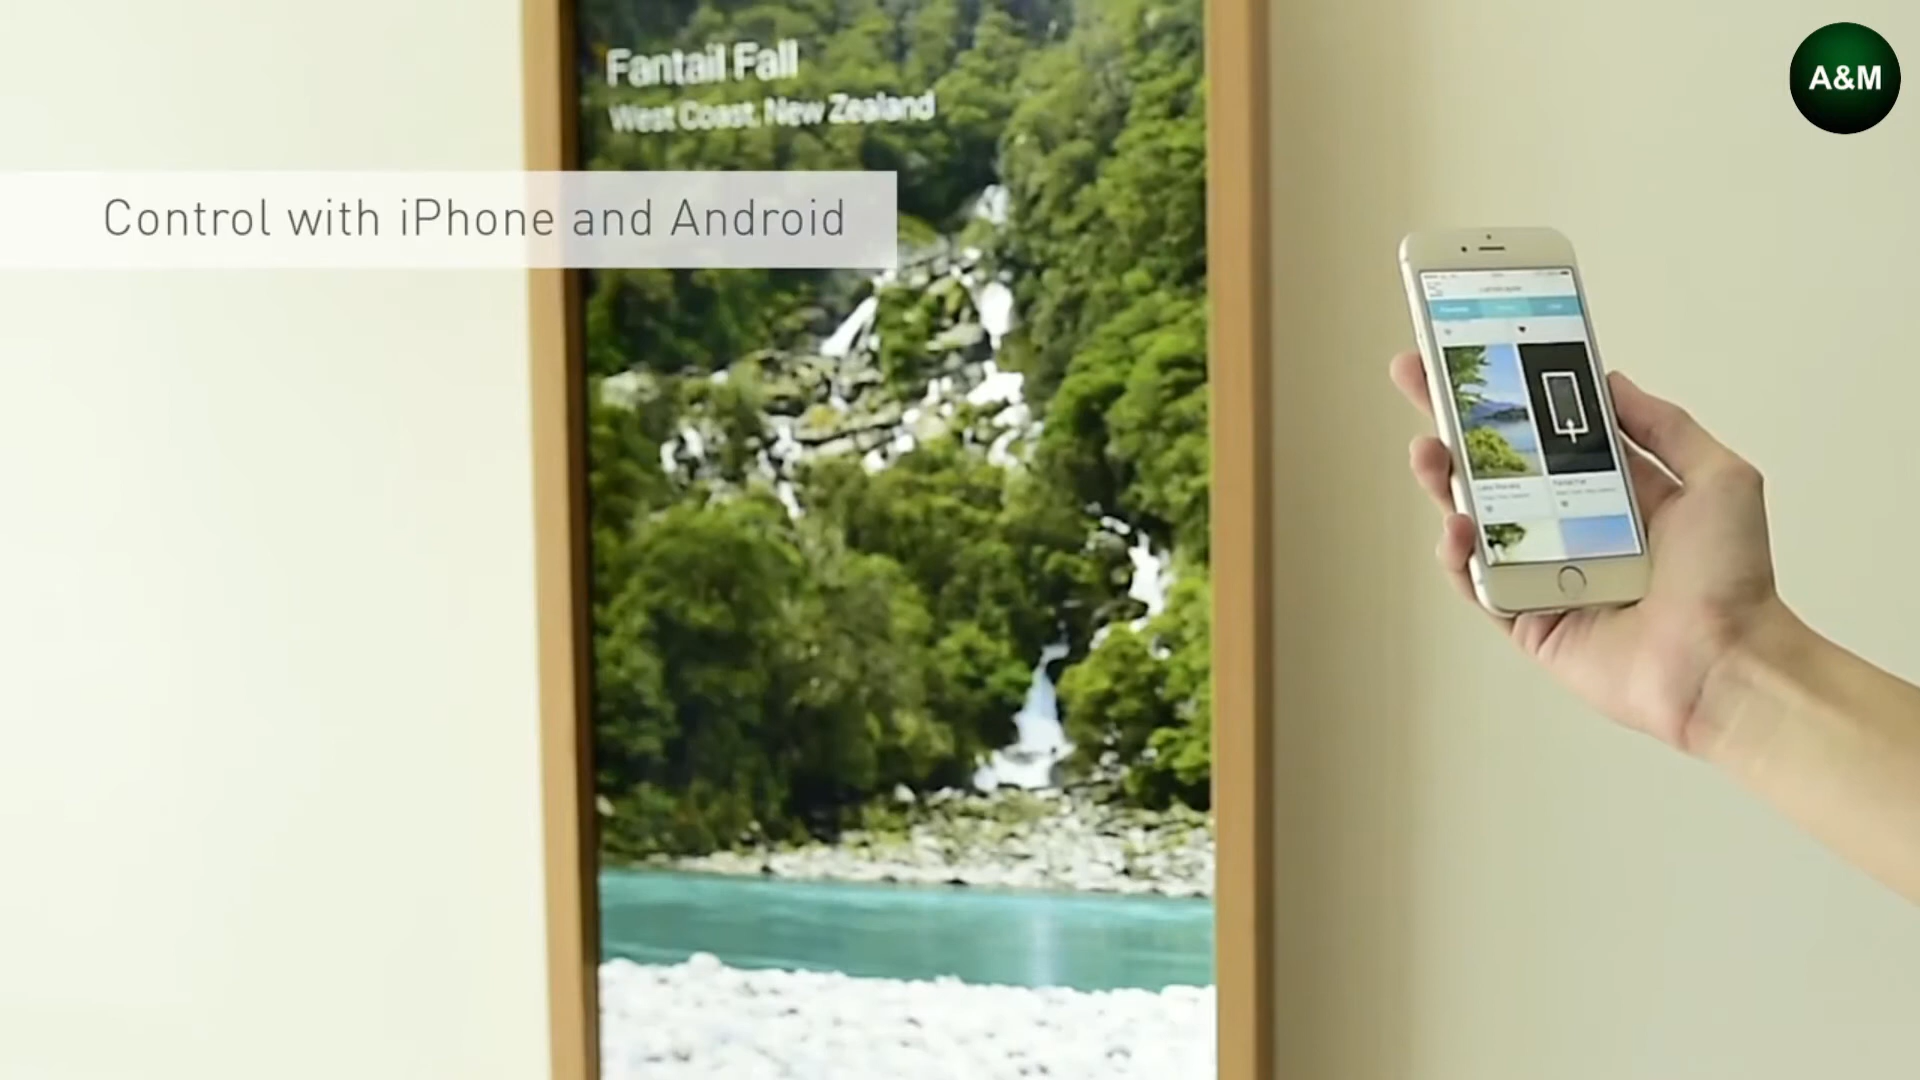 Fantail Fall
West Coast, New Zealand
A&M
Control with iPhone and Android